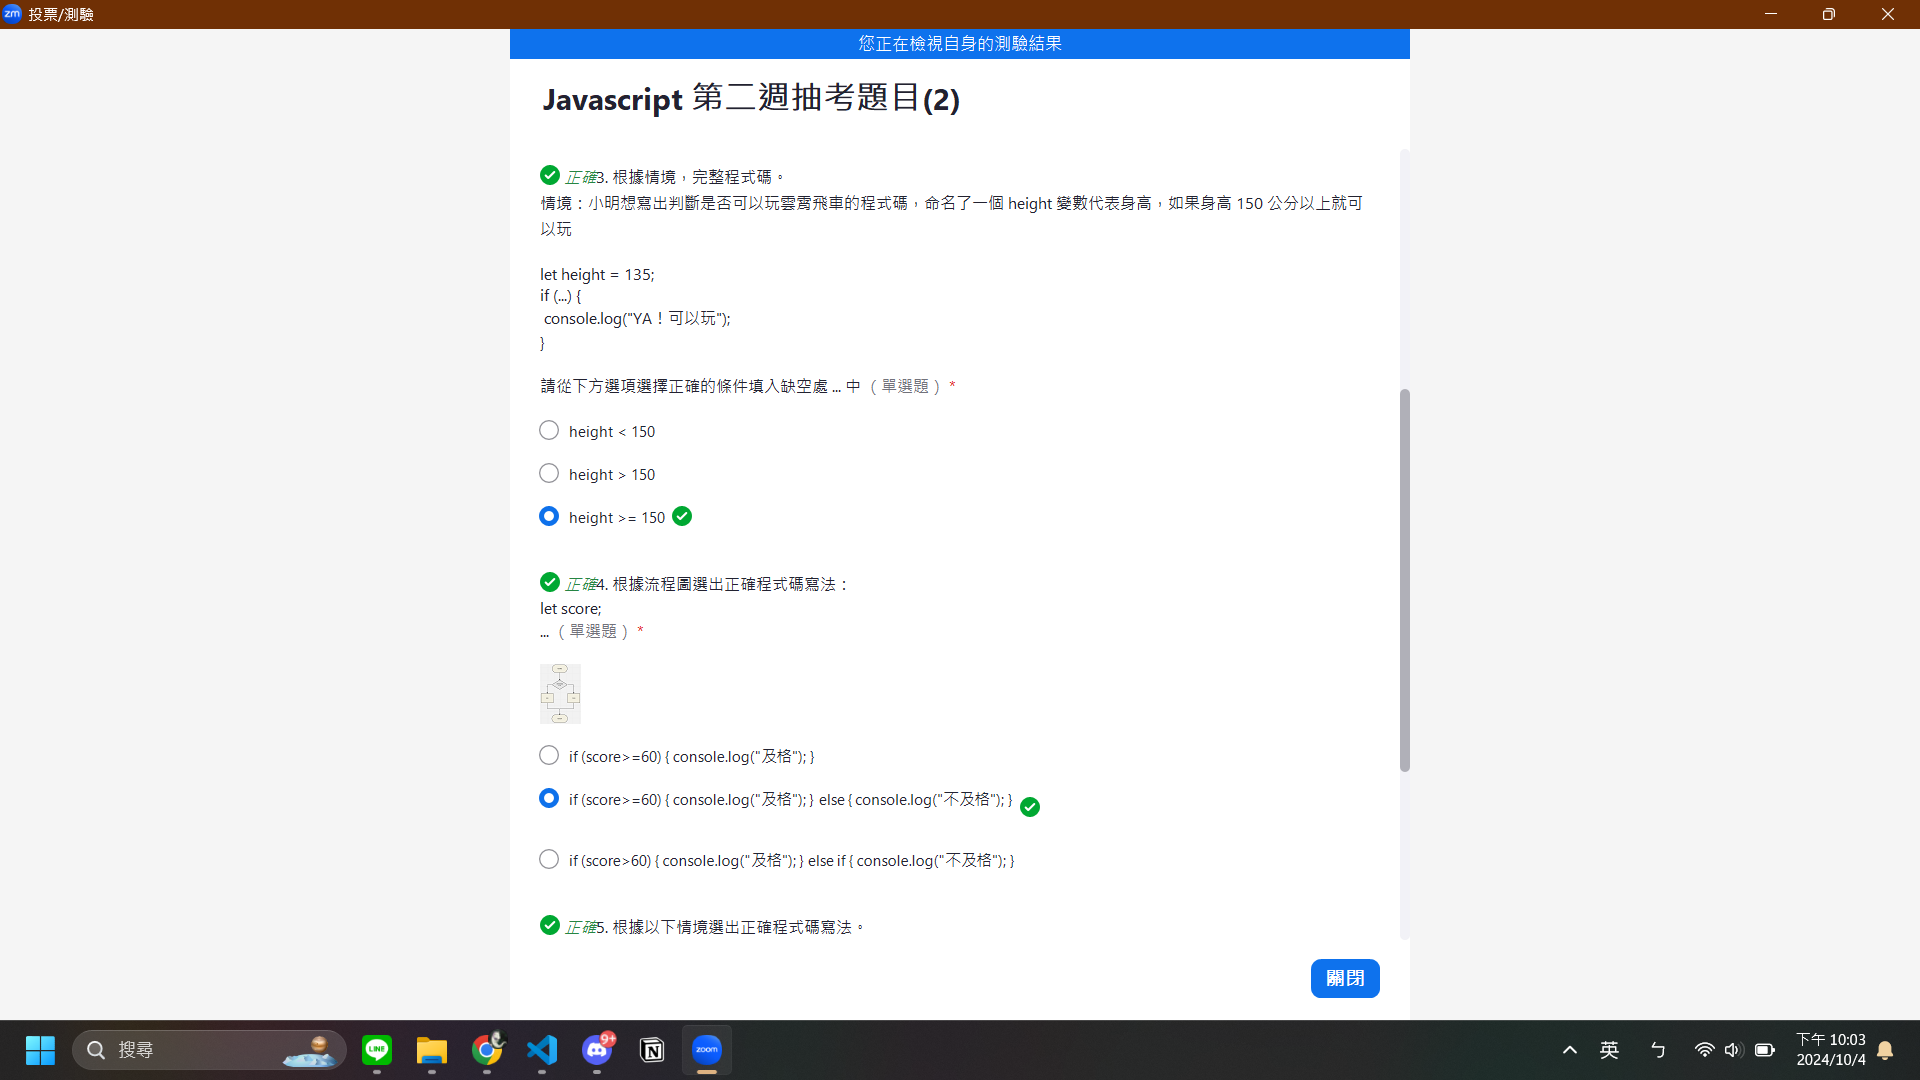 zm 投票/測驗
您正在檢視自身的測驗結果
Javascript 第二週抽考題目(2)
正確3. 根據情境，完整程式碼。
情境：小明想寫出判斷是否可以玩雲霄飛車的程式碼，命名了一個 height 變數代表身高，如果身高 150 公分以上就可
以玩
let height = 135;
if (...) {
console.log("YA！可以玩");
}
請從下方選項選擇正確的條件填入缺空處 ... 中 （單選題） *
height < 150
height > 150
height >= 150
正確4. 根據流程圖選出正確程式碼寫法：
let score;
... （單選題） *
if (score>=60) { console.log("及格"); }
if (score>=60) { console.log("及格"); } else { console.log("不及格"); }
if (score>60) { console.log("及格"); } else if { console.log("不及格"); }
正確5. 根據以下情境選出正確程式碼寫法。
關閉
搜尋
LINE
9+
zoom
英
ㄅ
下午 10:03
2024/10/4